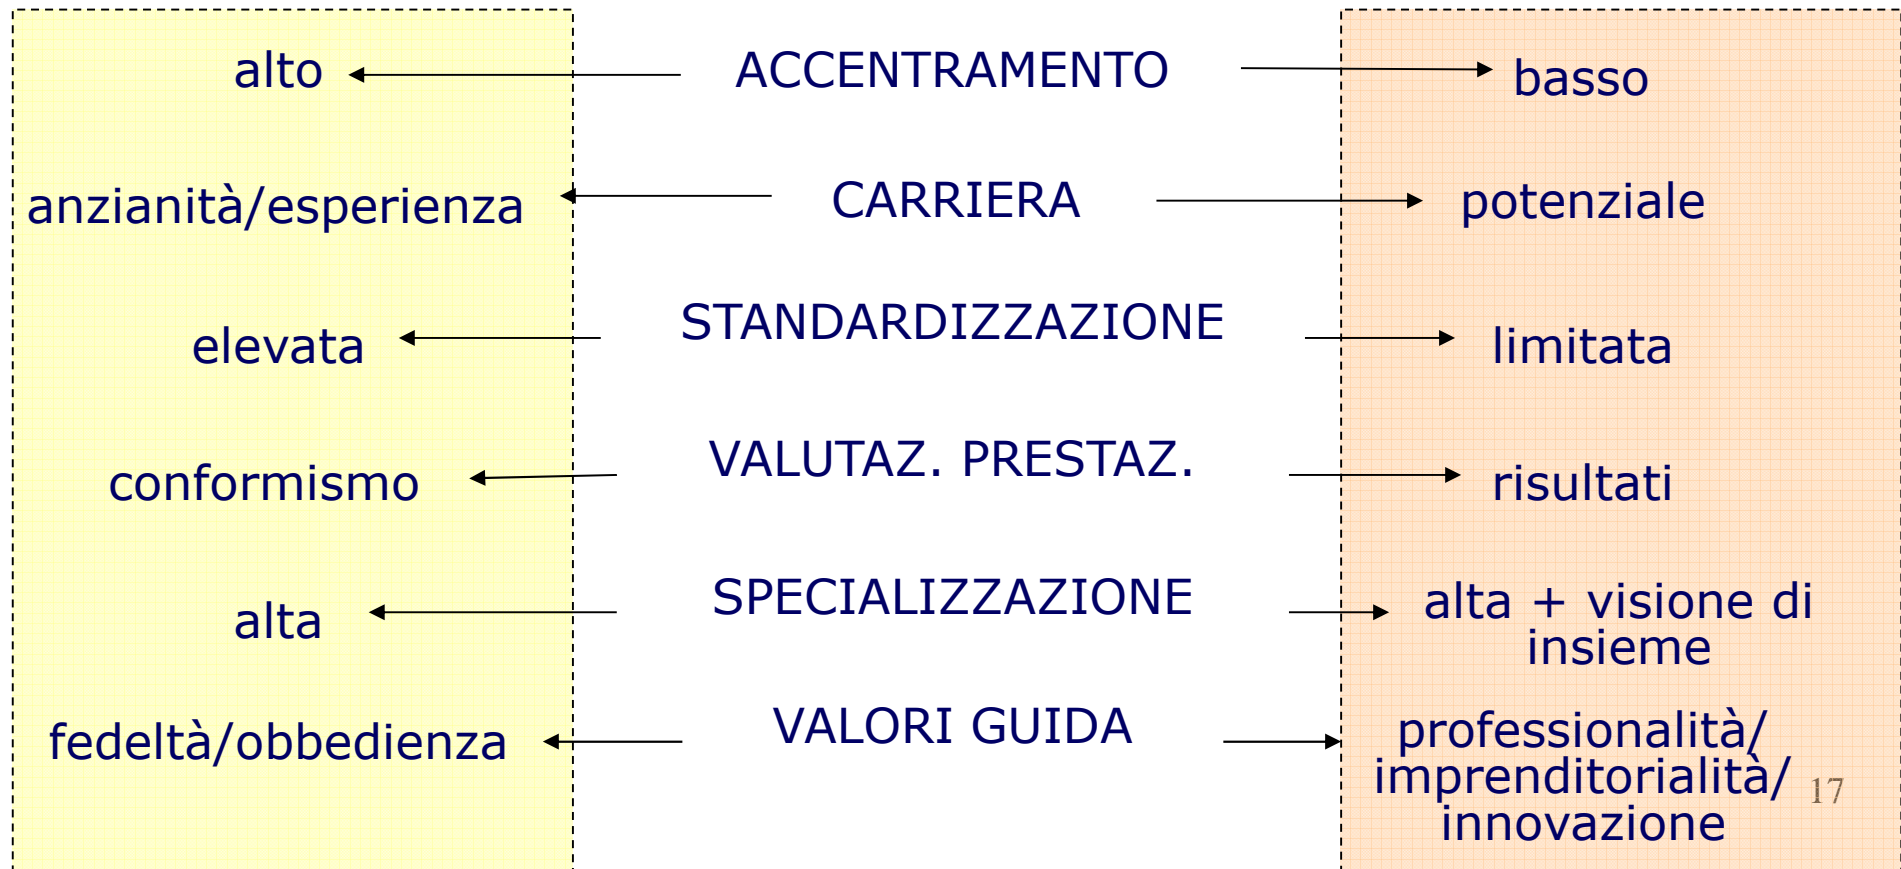 alto ACCENTRAMENTO basso
anzianità/esperienza CARRIERA potenziale
elevata STANDARDIZZAZIONE limitata
conformismo VALUTAZ. PRESTAZ. risultati
alta SPECIALIZZAZIONE alta + visione di
insieme
fedeltà/obbedienza VALORI GUIDA professionalità/
imprenditorialità/ 17
innovazione